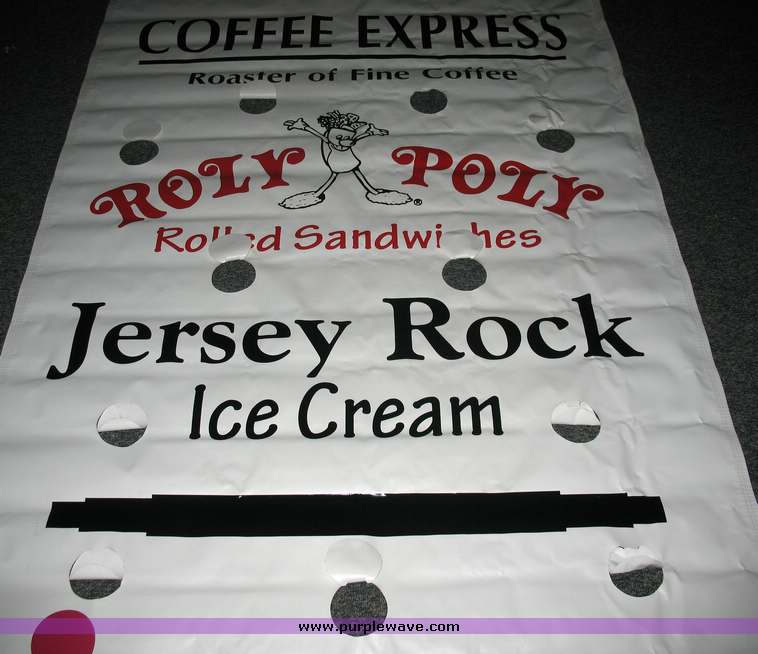 COFFEE EXPRESS
Roaster of Fine Coffee
ROLY POLY
®
Rolled Sandwiches
Jersey Rock
Ice Cream
www.purplewave.com